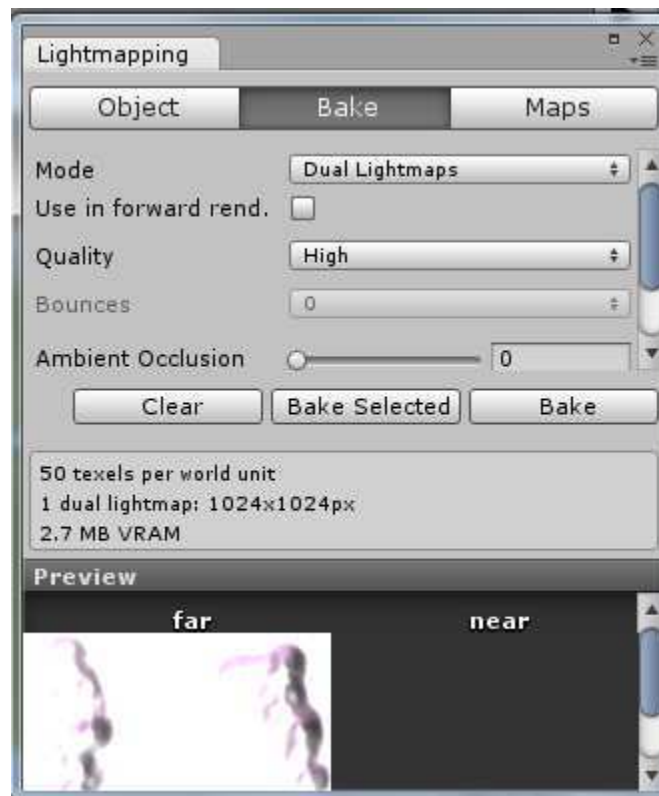 Lightmapping
Object Bake Maps
Mode Dual Lightmaps
Use in forward rend.
Quality High
Bounces 0
Ambient Occlusion 0
Clear Bake Selected Bake
50 texels per world unit
1 dual lightmap: 1024x1024px
2.7 MB VRAM
Preview
far near